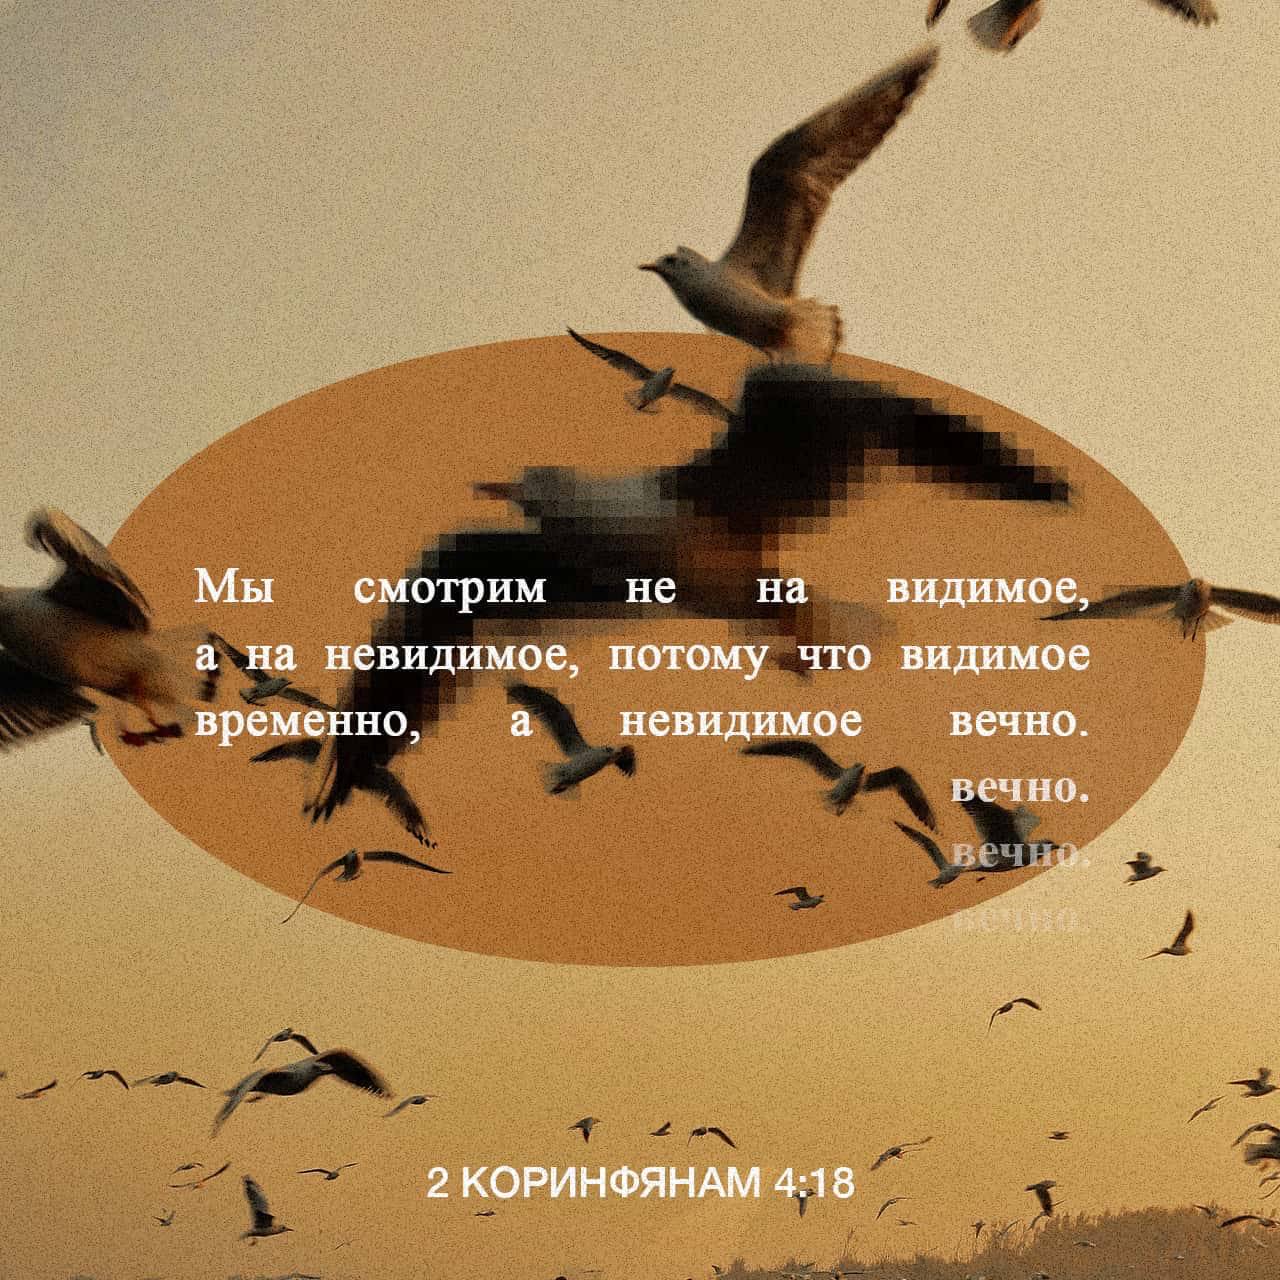 Мы смотрим не на видимое,
а на невидимое, потому что видимое
временно, а невидимое вечно.
вечно.
вечно.
вечно.
2 КОРИНФЯНАМ 4:18